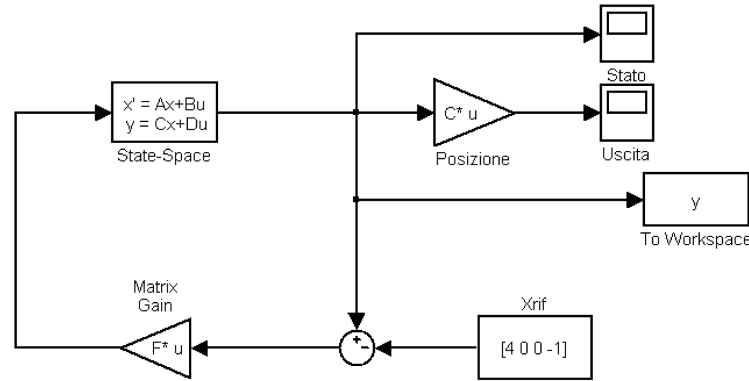 Stato
x' = Ax+Bu
y = Cx+Du
State-Space
C* u
Posizione
Uscita
y
To Workspace
Matrix
Gain
F* u
+
-
Xrif
[4 0 0 -1]